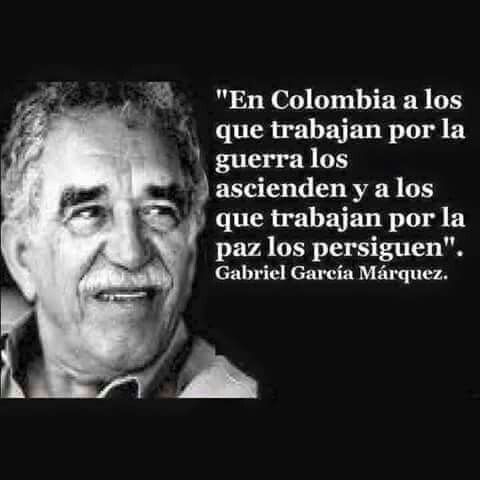 "En Colombia a los
que trabajan por la
guerra los
ascienden y a los
que trabajan por la
paz los persiguen".
Gabriel García Márquez.